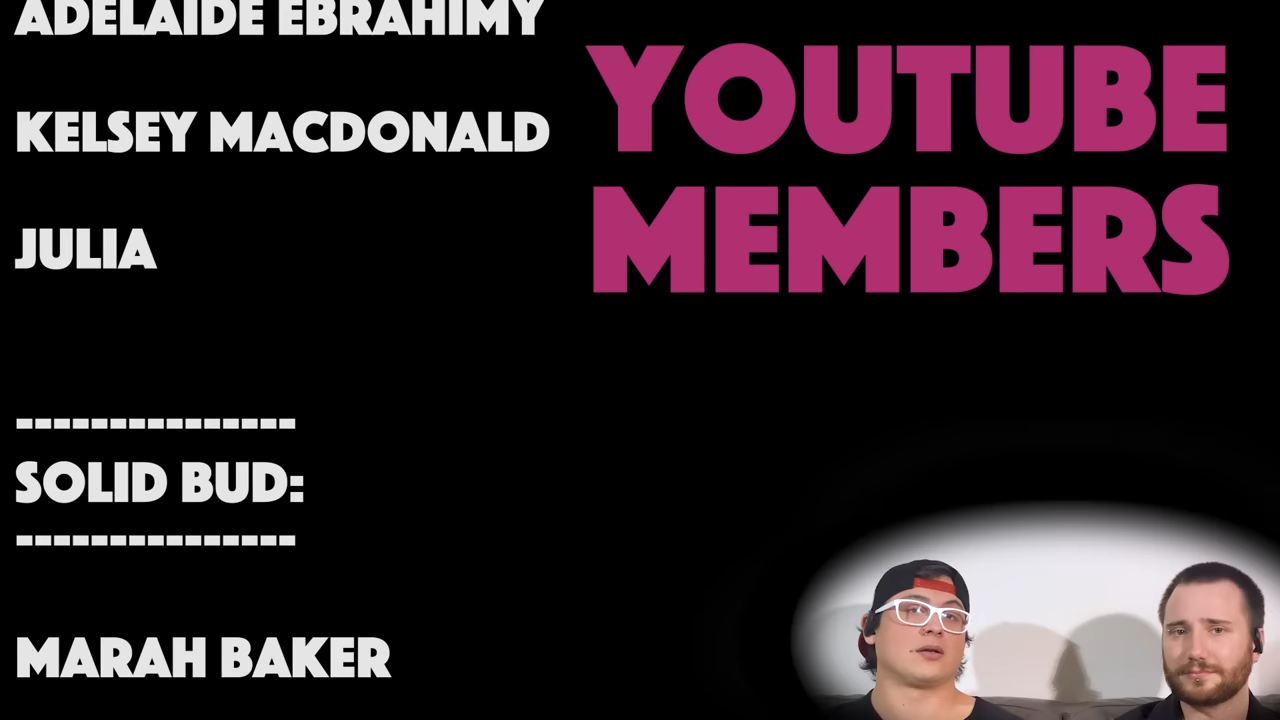 ADELAIDE EBRAHIMY
KELSEY MACDONALD
JULIA
---------------
SOLID BUD:
---------------
MARAH BAKER
YOUTUBE
MEMBERS